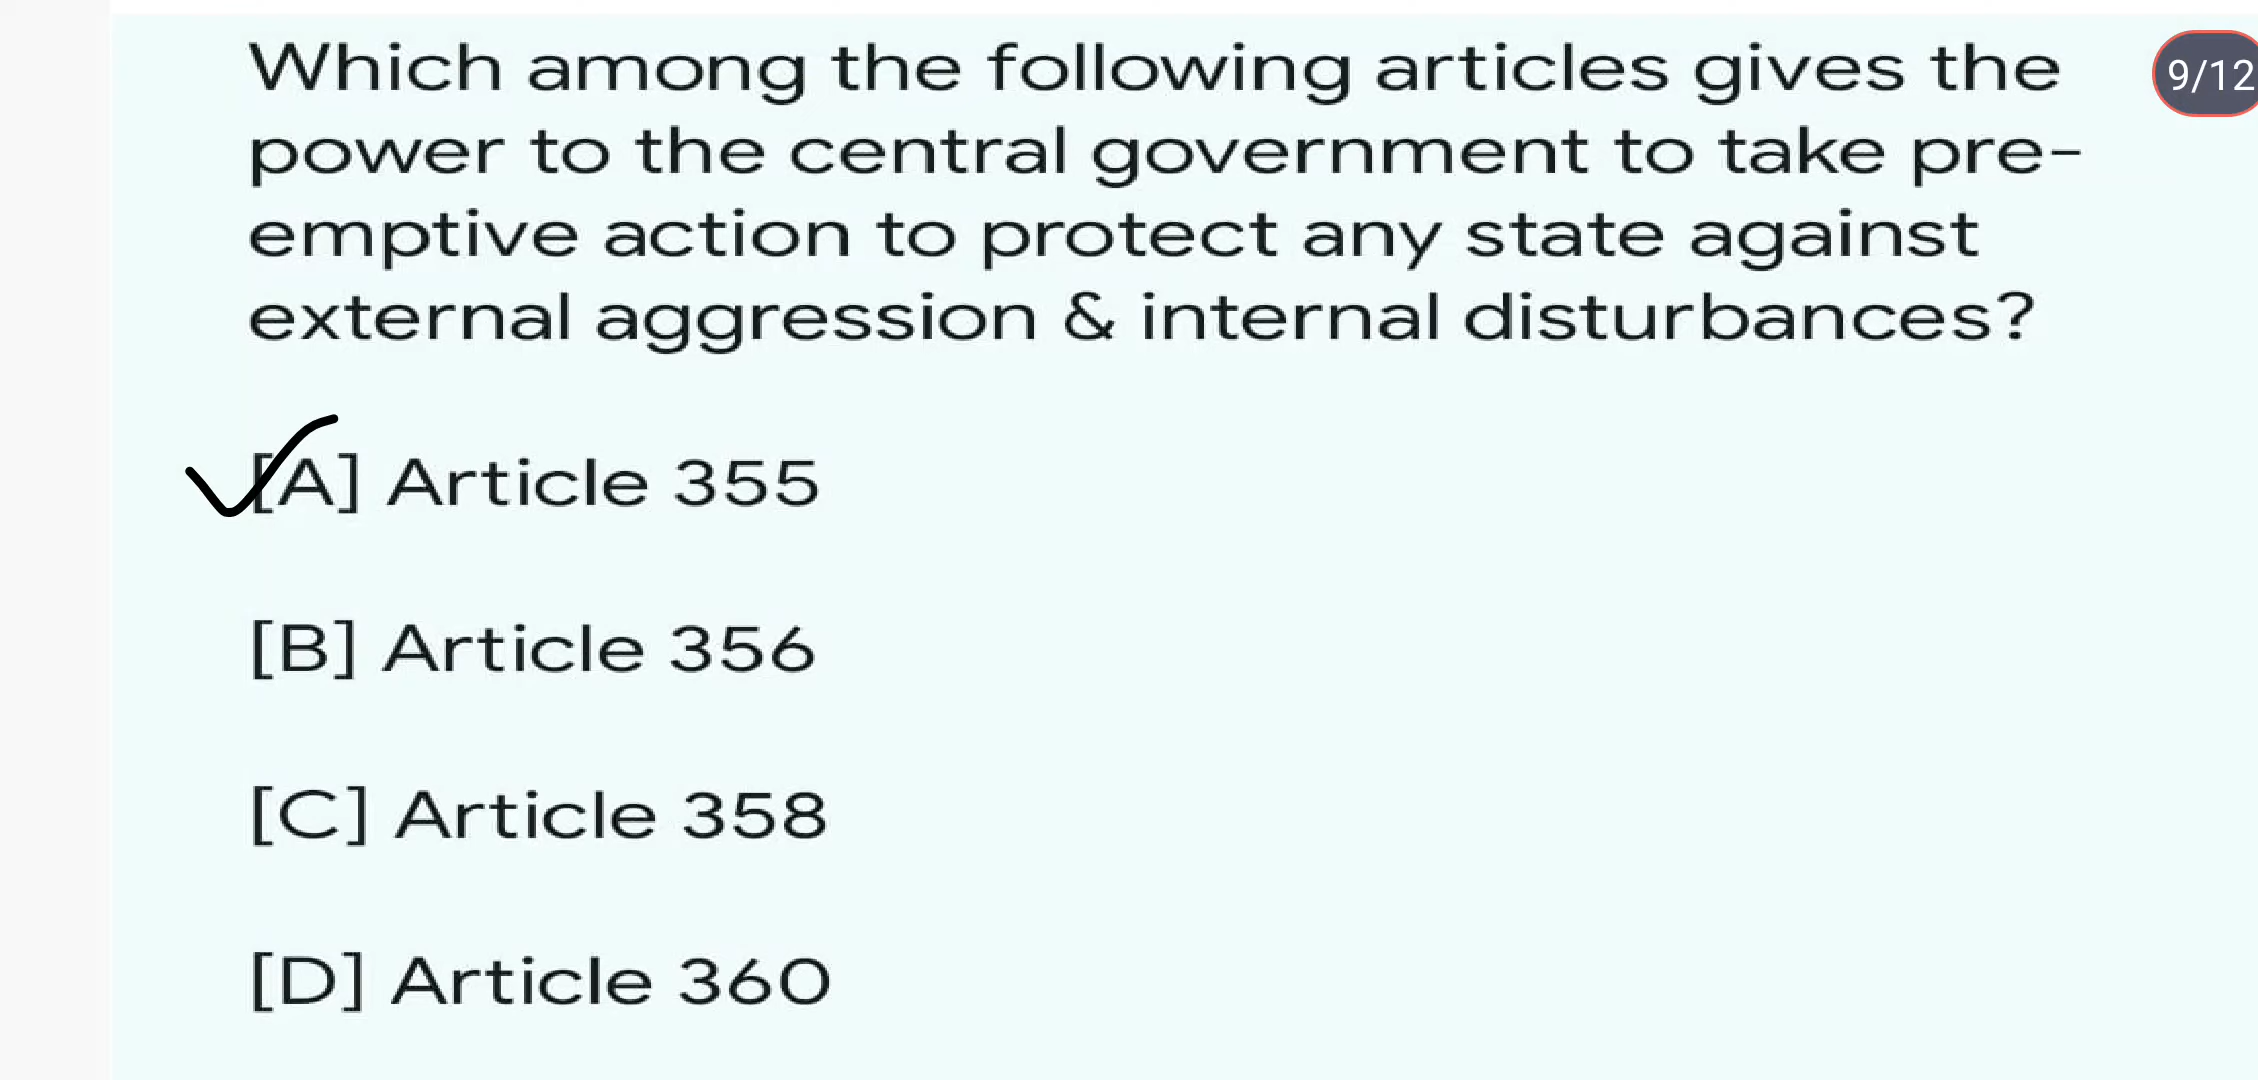 Which among the following articles gives the
9/12
power to the central government to take pre-
emptive action to protect any state against
external aggression & internal disturbances?
[A] Article 355
[B] Article 356
[C] Article 358
[D] Article 360